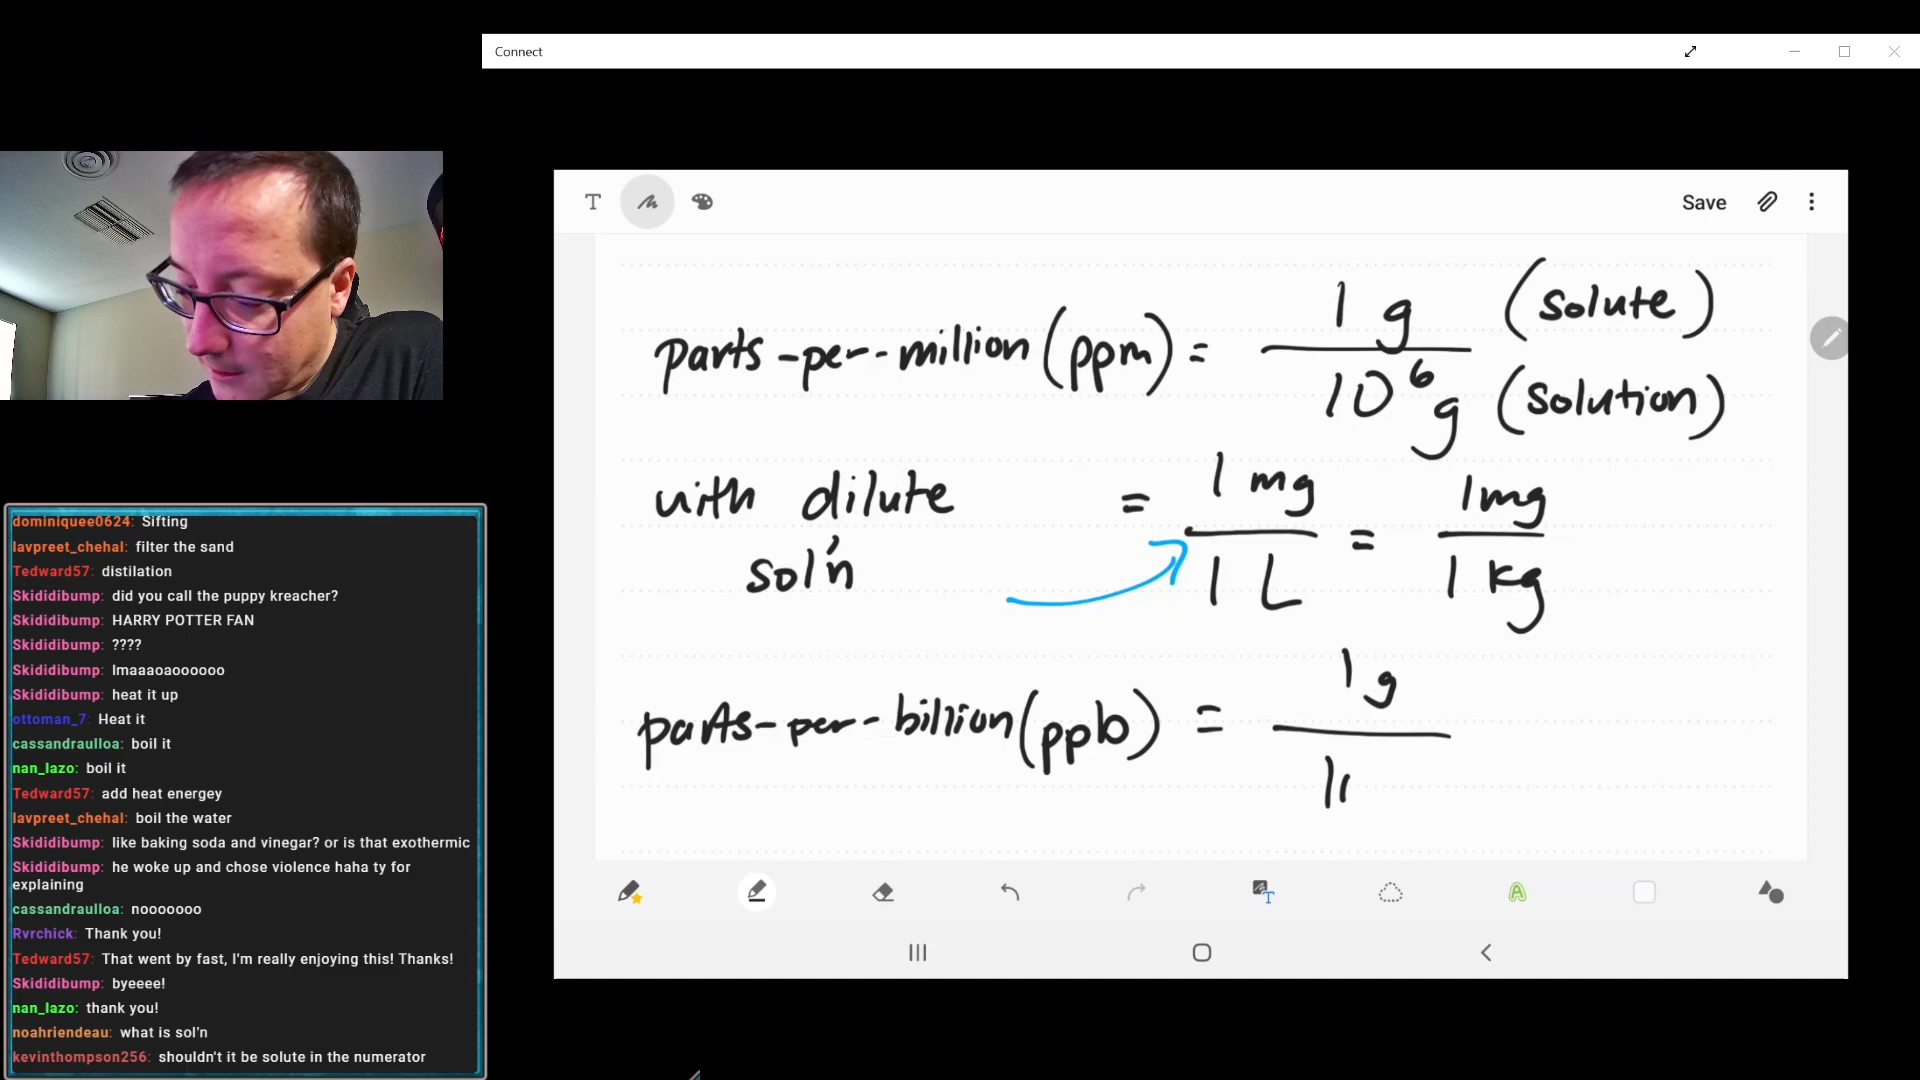 Connect
T
Save
parts-per-million (ppm) = 1 g (solute)
10⁶ g (solution)
with dilute sol'n = 1 mg / 1 L = 1 mg / 1 kg
parts-per-billion (ppb) = 1 g
dominiquee0624: Sifting
lavpreet_chehal: filter the sand
Tedward57: distilation
Skididibump: did you call the puppy kreacher?
Skididibump: HARRY POTTER FAN
Skididibump: ????
Skididibump: lmaaaoaoooooo
Skididibump: heat it up
ottoman_7: Heat it
cassandraulloa: boil it
nan_lazo: boil it
Tedward57: add heat energey
lavpreet_chehal: boil the water
Skididibump: like baking soda and vinegar? or is that exothermic
Skididibump: he woke up and chose violence haha ty for
explaining
cassandraulloa: nooooooo
Rvrchick: Thank you!
Tedward57: That went by fast, I'm really enjoying this! Thanks!
Skididibump: byeeee!
nan_lazo: thank you!
noahriendeau: what is sol'n
kevinthompson256: shouldn't it be solute in the numerator